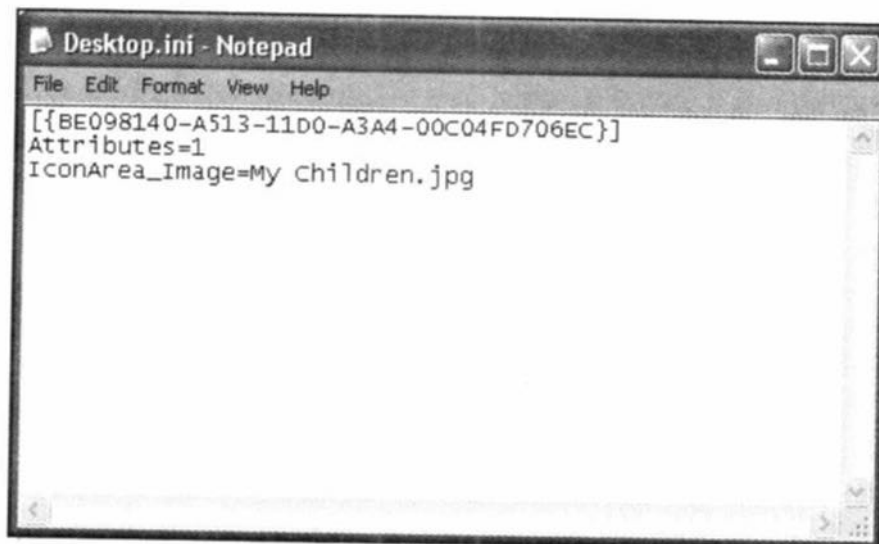 Desktop.ini - Notepad
File Edit Format View Help
[{BE098140-A513-11D0-A3A4-00C04FD706EC}]
Attributes=1
IconArea_Image=My Children.jpg